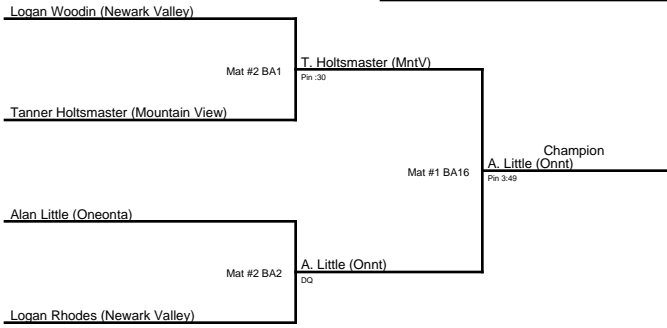 Logan Woodin (Newark Valley)
Mat #2 BA1
T. Holtsmaster (MntV)
Pin :30
Tanner Holtsmaster (Mountain View)
Champion
Mat #1 BA16
A. Little (Onnt)
Pin 3:49
Alan Little (Oneonta)
Mat #2 BA2
A. Little (Onnt)
DQ
Logan Rhodes (Newark Valley)